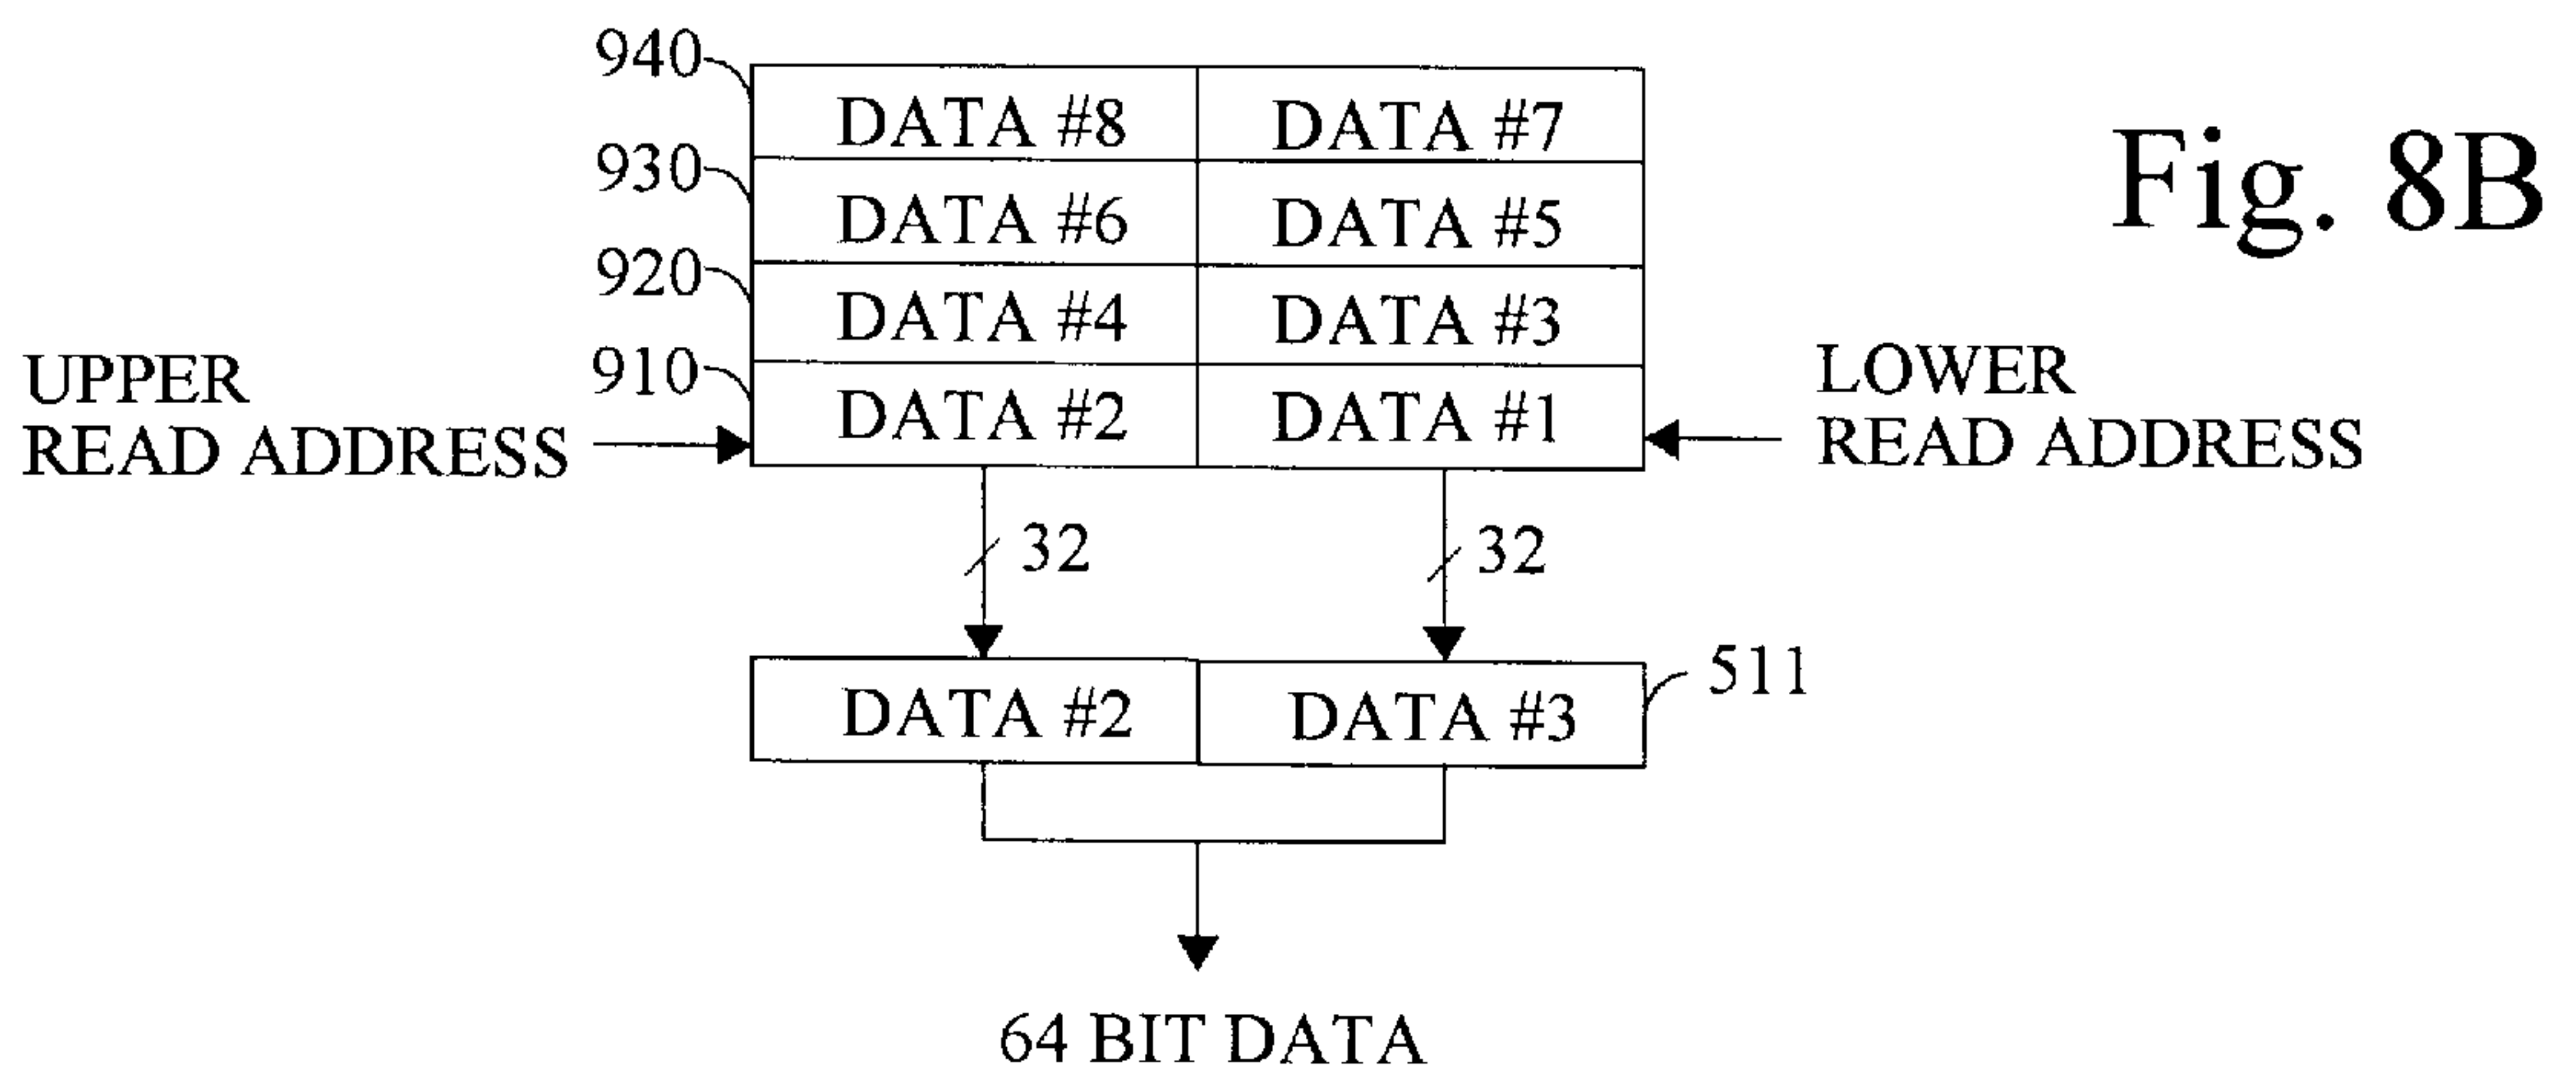 Fig. 8B
940
DATA #8 DATA #7
930
DATA #6 DATA #5
920
DATA #4 DATA #3
910
DATA #2 DATA #1
UPPER
READ ADDRESS
LOWER
READ ADDRESS
32 32
DATA #2 DATA #3
511
64 BIT DATA